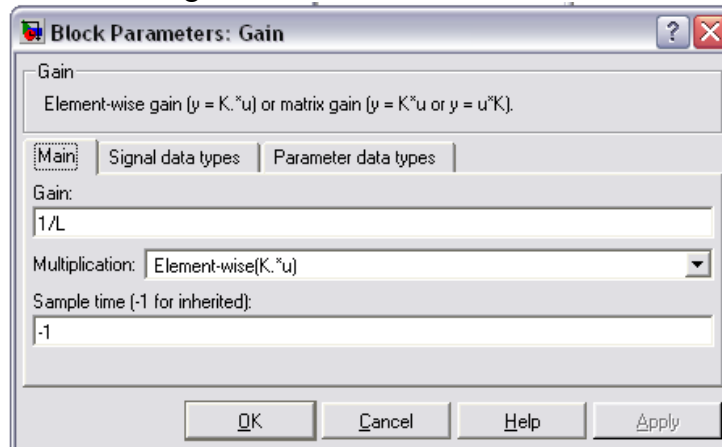 Block Parameters: Gain
Gain
Element-wise gain (y = K.*u) or matrix gain (y = K*u or y = u*K).
Main Signal data types Parameter data types
Gain:
1/L
Multiplication: Element-wise(K.*u)
Sample time (-1 for inherited):
-1
OK Cancel Help Apply